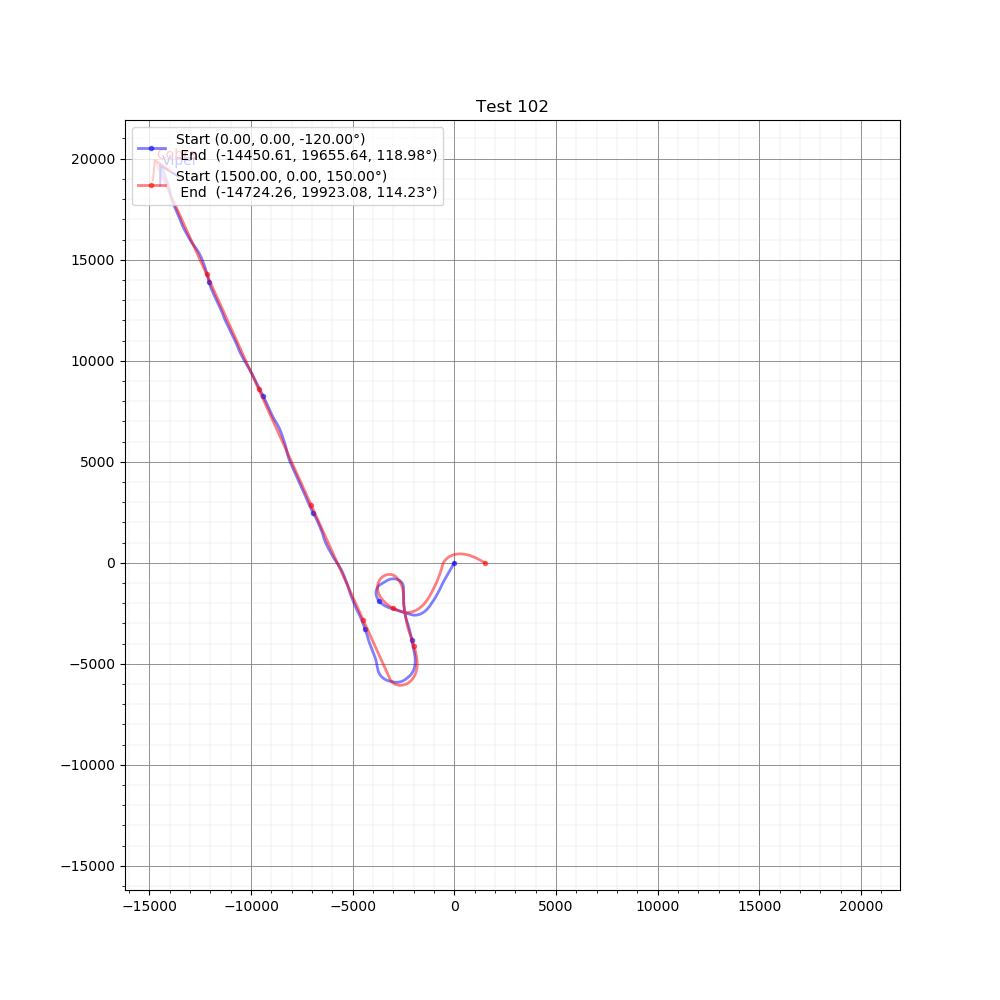 Test 102
Start (0.00, 0.00, -120.00°)
End (-14450.61, 19655.64, 118.98°)
Start (1500.00, 0.00, 150.00°)
End (-14724.26, 19923.08, 114.23°)
Viper
20000
15000
10000
5000
0
−5000
−10000
−15000
−15000 −10000 −5000 0 5000 10000 15000 20000